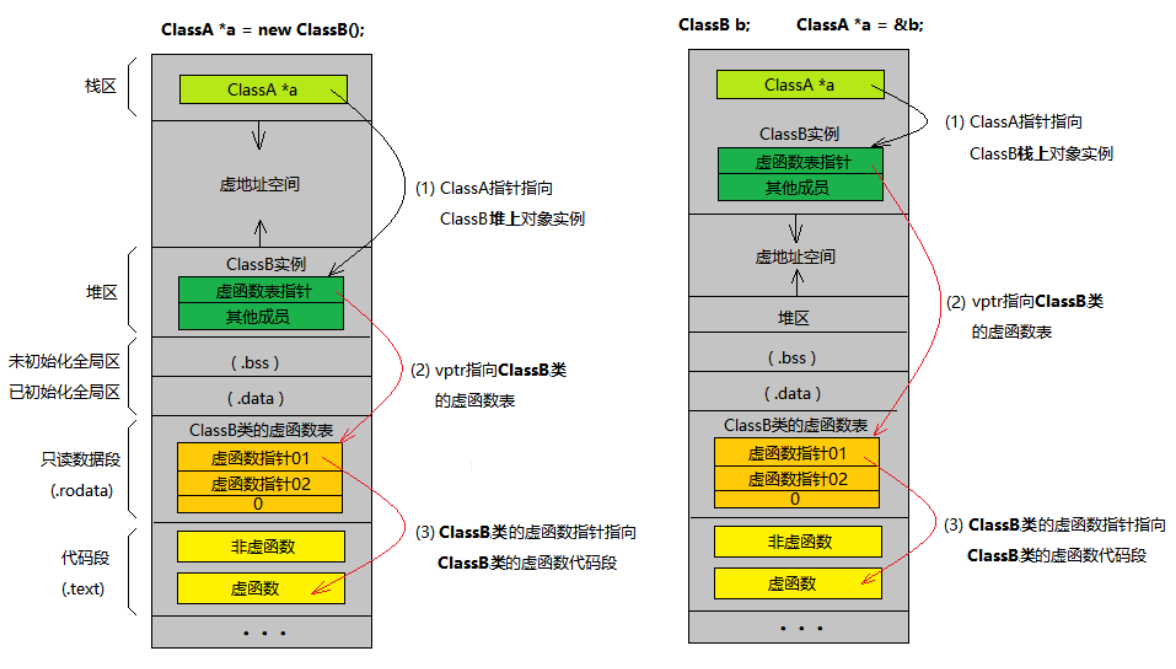 ClassA *a = new ClassB();
栈区
ClassA *a
虚地址空间
(1) ClassA指针指向
ClassB堆上对象实例
堆区
ClassB实例
虚函数表指针
其他成员
未初始化全局区
( .bss )
已初始化全局区
( .data )
(2) vptr指向ClassB类
的虚函数表
只读数据段
(.rodata)
ClassB类的虚函数表
虚函数指针01
虚函数指针02
0
(3) ClassB类的虚函数指针指向
ClassB类的虚函数代码段
代码段
(.text)
非虚函数
虚函数
· · ·
ClassB b; ClassA *a = &b;
ClassA *a
(1) ClassA指针指向
ClassB栈上对象实例
ClassB实例
虚函数表指针
其他成员
虚地址空间
(2) vptr指向ClassB类
的虚函数表
堆区
( .bss )
( .data )
ClassB类的虚函数表
虚函数指针01
虚函数指针02
0
(3) ClassB类的虚函数指针指向
ClassB类的虚函数代码段
非虚函数
虚函数
· · ·